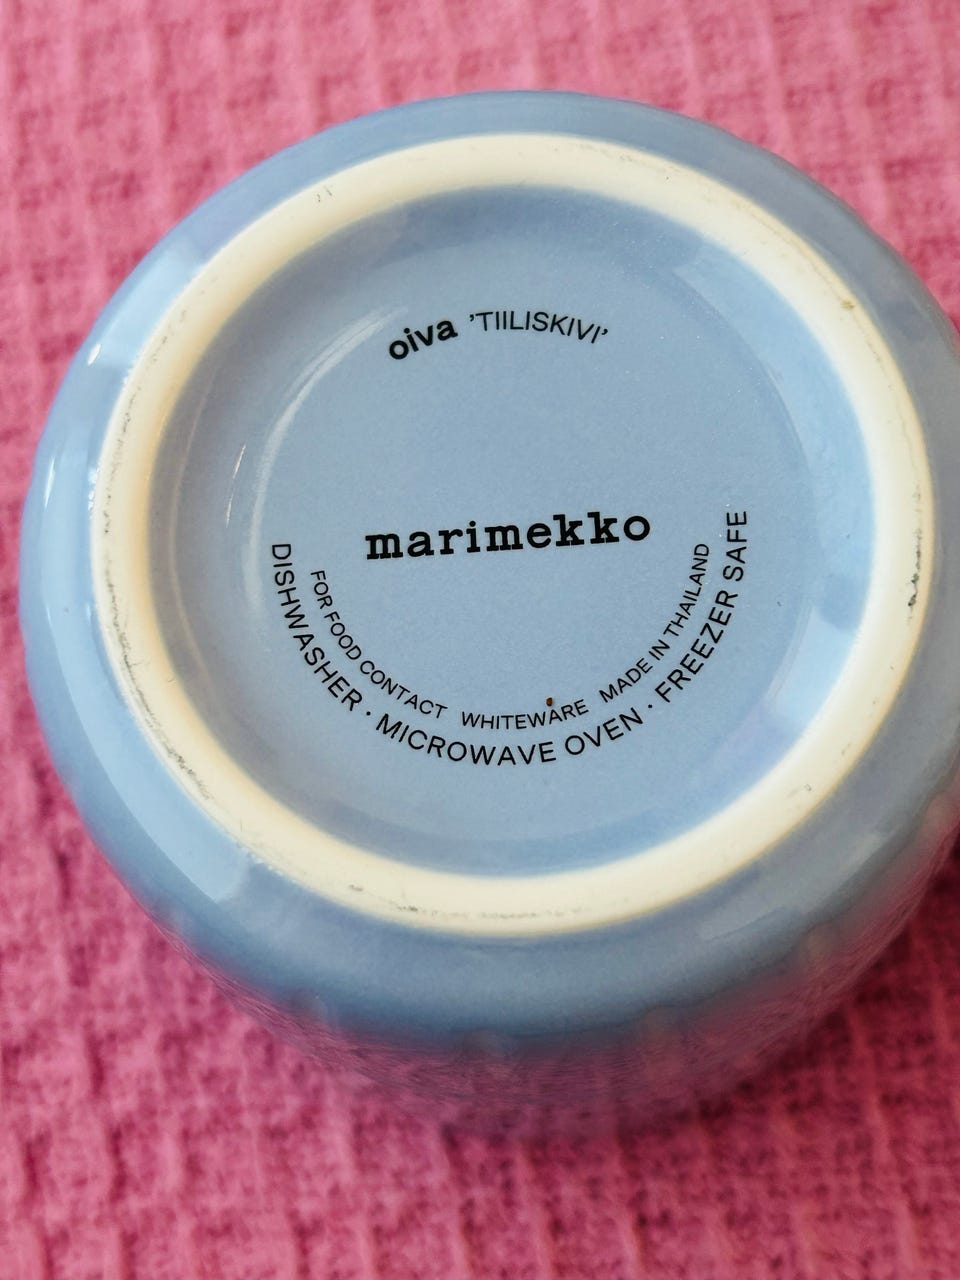 oiva ’TIILISKIVI’
marimekko
FOR FOOD CONTACT WHITEWARE MADE IN THAILAND
DISHWASHER · MICROWAVE OVEN · FREEZER SAFE